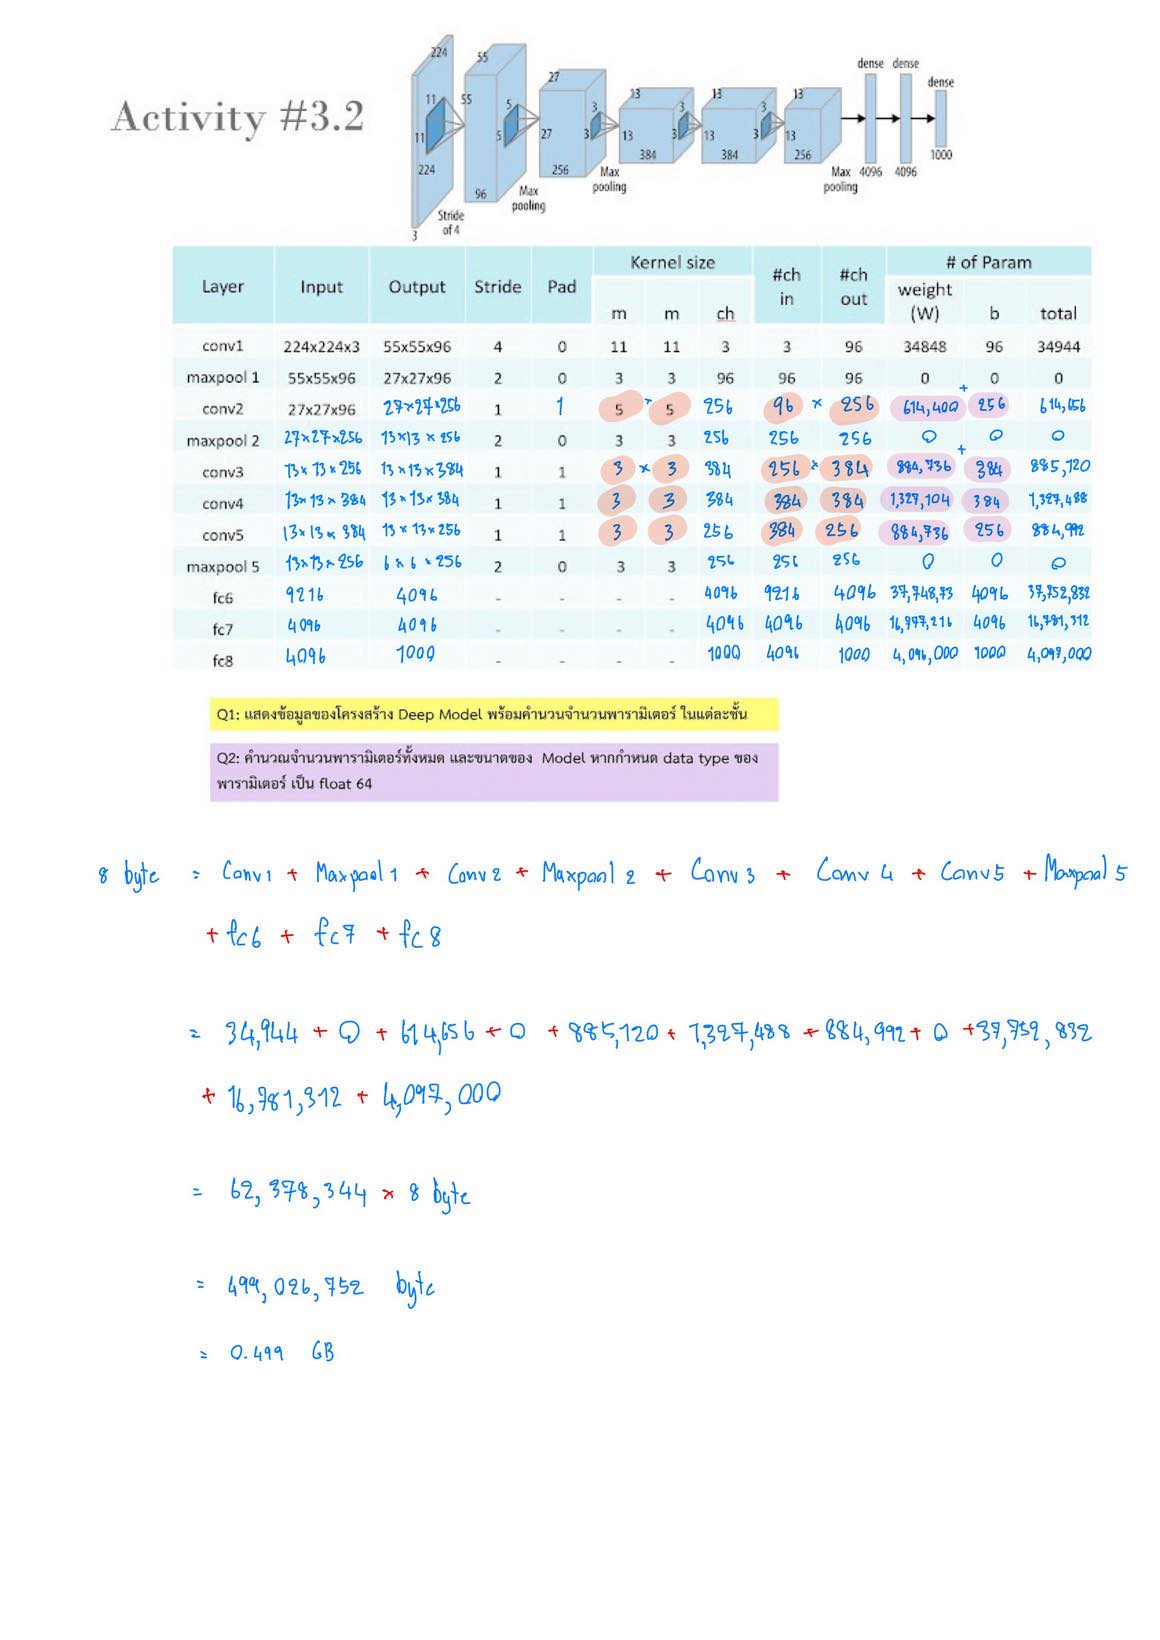 Activity #3.2
224 55 27 13 13 13 dense dense dense
11 55 5 3 3 3
11 5 27 3 13 3 13 3 13
224 96 256 384 384 256 1000
Stride of 4 Max pooling Max pooling Max pooling 4096 4096
3
Layer Input Output Stride Pad Kernel size #ch in #ch out # of Param
m m ch weight (W) b total
conv1 224x224x3 55x55x96 4 0 11 11 3 3 96 34848 96 34944
maxpool 1 55x55x96 27x27x96 2 0 3 3 96 96 96 0 + 0 0
conv2 27x27x96 27x27x256 1 1 5 × 5 256 96 × 256 614,400 256 614,656
maxpool 2 27x27x256 13x13x256 2 0 3 3 256 256 256 0 + 0 0
conv3 13x13x256 13x13x384 1 1 3 × 3 384 256 × 384 884,736 384 885,120
conv4 13x13x384 13x13x384 1 1 3 3 384 384 384 1,327,104 384 1,327,488
conv5 13x13x384 13x13x256 1 1 3 3 256 384 256 884,736 256 884,992
maxpool 5 13x13x256 6x6x256 2 0 3 3 256 256 256 0 0 0
fc6 9216 4096 - - - - 4096 9216 4096 37,748,73 4096 37,752,832
fc7 4096 4096 - - - - 4096 4096 4096 16,777,216 4096 16,781,312
fc8 4096 1000 - - - - 1000 4096 1000 4,096,000 1000 4,097,000
Q1: แสดงข้อมูลของโครงสร้าง Deep Model พร้อมคำนวนจำนวนพารามิเตอร์ ในแต่ละชั้น
Q2: คำนวณจำนวนพารามิเตอร์ทั้งหมด และขนาดของ Model หากกำหนด data type ของ
พารามิเตอร์ เป็น float 64
8 byte = Conv1 + Maxpool 1 + Conv 2 + Maxpool 2 + Conv 3 + Conv 4 + Conv 5 + Maxpool 5
+ fc6 + fc7 + fc8
= 34,944 + 0 + 614,656 + 0 + 885,120 + 1,327,488 + 884,992 + 0 + 37,752,832
+ 16,781,312 + 4,097,000
= 62,378,344 × 8 byte
= 499,026,752 byte
= 0.499 GB